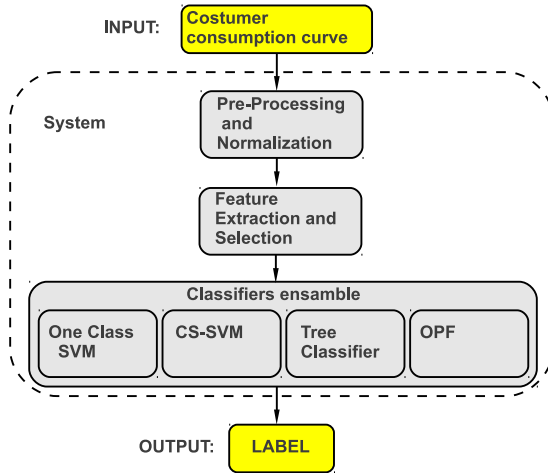 INPUT:
Costumer
consumption curve
System
Pre-Processing
and
Normalization
Feature
Extraction and
Selection
Classifiers ensamble
One Class
SVM
CS-SVM
Tree
Classifier
OPF
OUTPUT:
LABEL